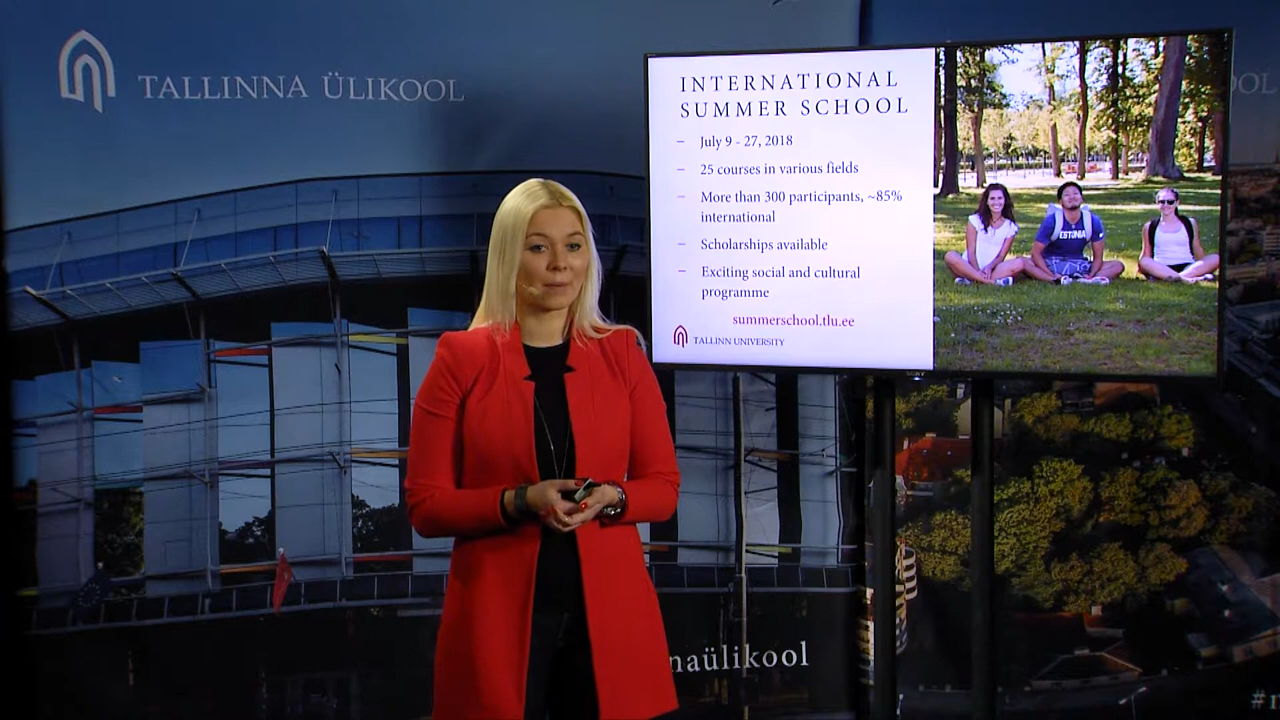 TALLINNA ÜLIKOOL
INTERNATIONAL
SUMMER SCHOOL
– July 9 - 27, 2018
– 25 courses in various fields
– More than 300 participants, ~85%
international
– Scholarships available
– Exciting social and cultural
programme
summerschool.tlu.ee
TALLINN UNIVERSITY
ESTONIA
OOL
naülikool